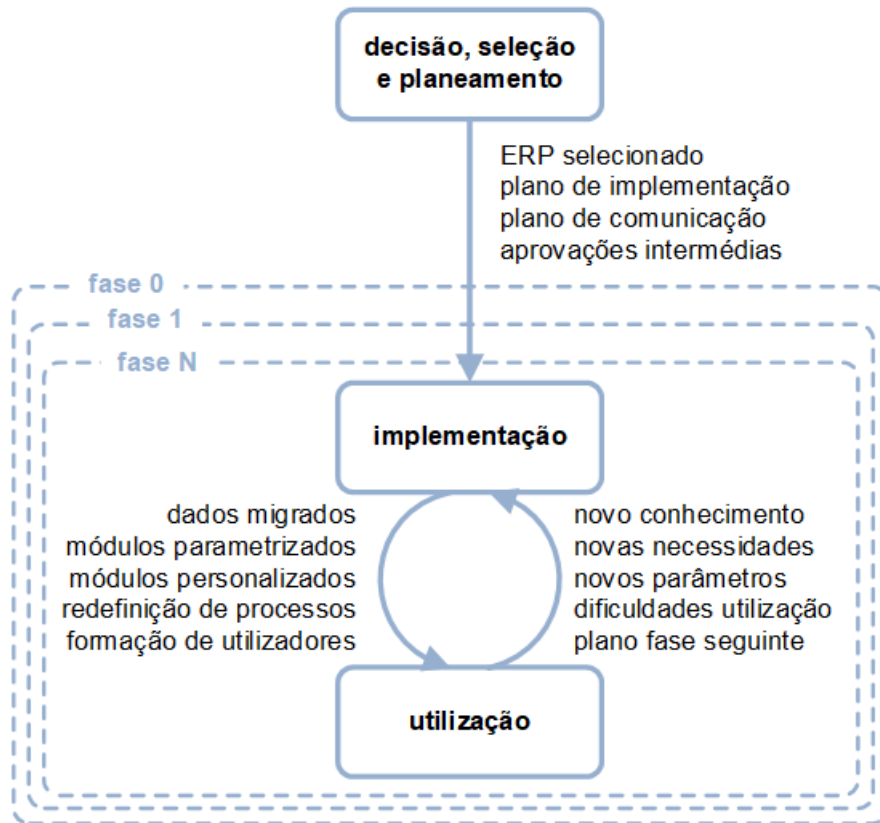 decisão, seleção
e planeamento
ERP selecionado
plano de implementação
plano de comunicação
aprovações intermédias
fase 0
fase 1
fase N
implementação
dados migrados
módulos parametrizados
módulos personalizados
redefinição de processos
formação de utilizadores
novo conhecimento
novas necessidades
novos parâmetros
dificuldades utilização
plano fase seguinte
utilização